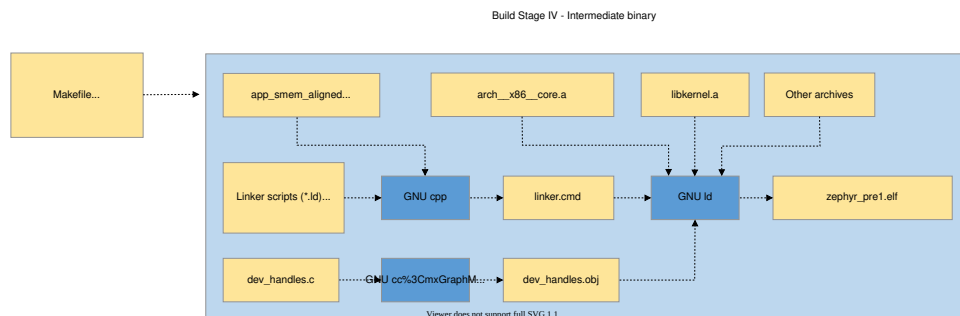 Build Stage IV - Intermediate binary
Makefile...
app_smem_aligned...
arch__x86__core.a
libkernel.a
Other archives
Linker scripts (*.ld)...
GNU cpp
linker.cmd
GNU ld
zephyr_pre1.elf
dev_handles.c
GNU cc%3CmxGraphM...
dev_handles.obj
Viewer does not support full SVG 1.1